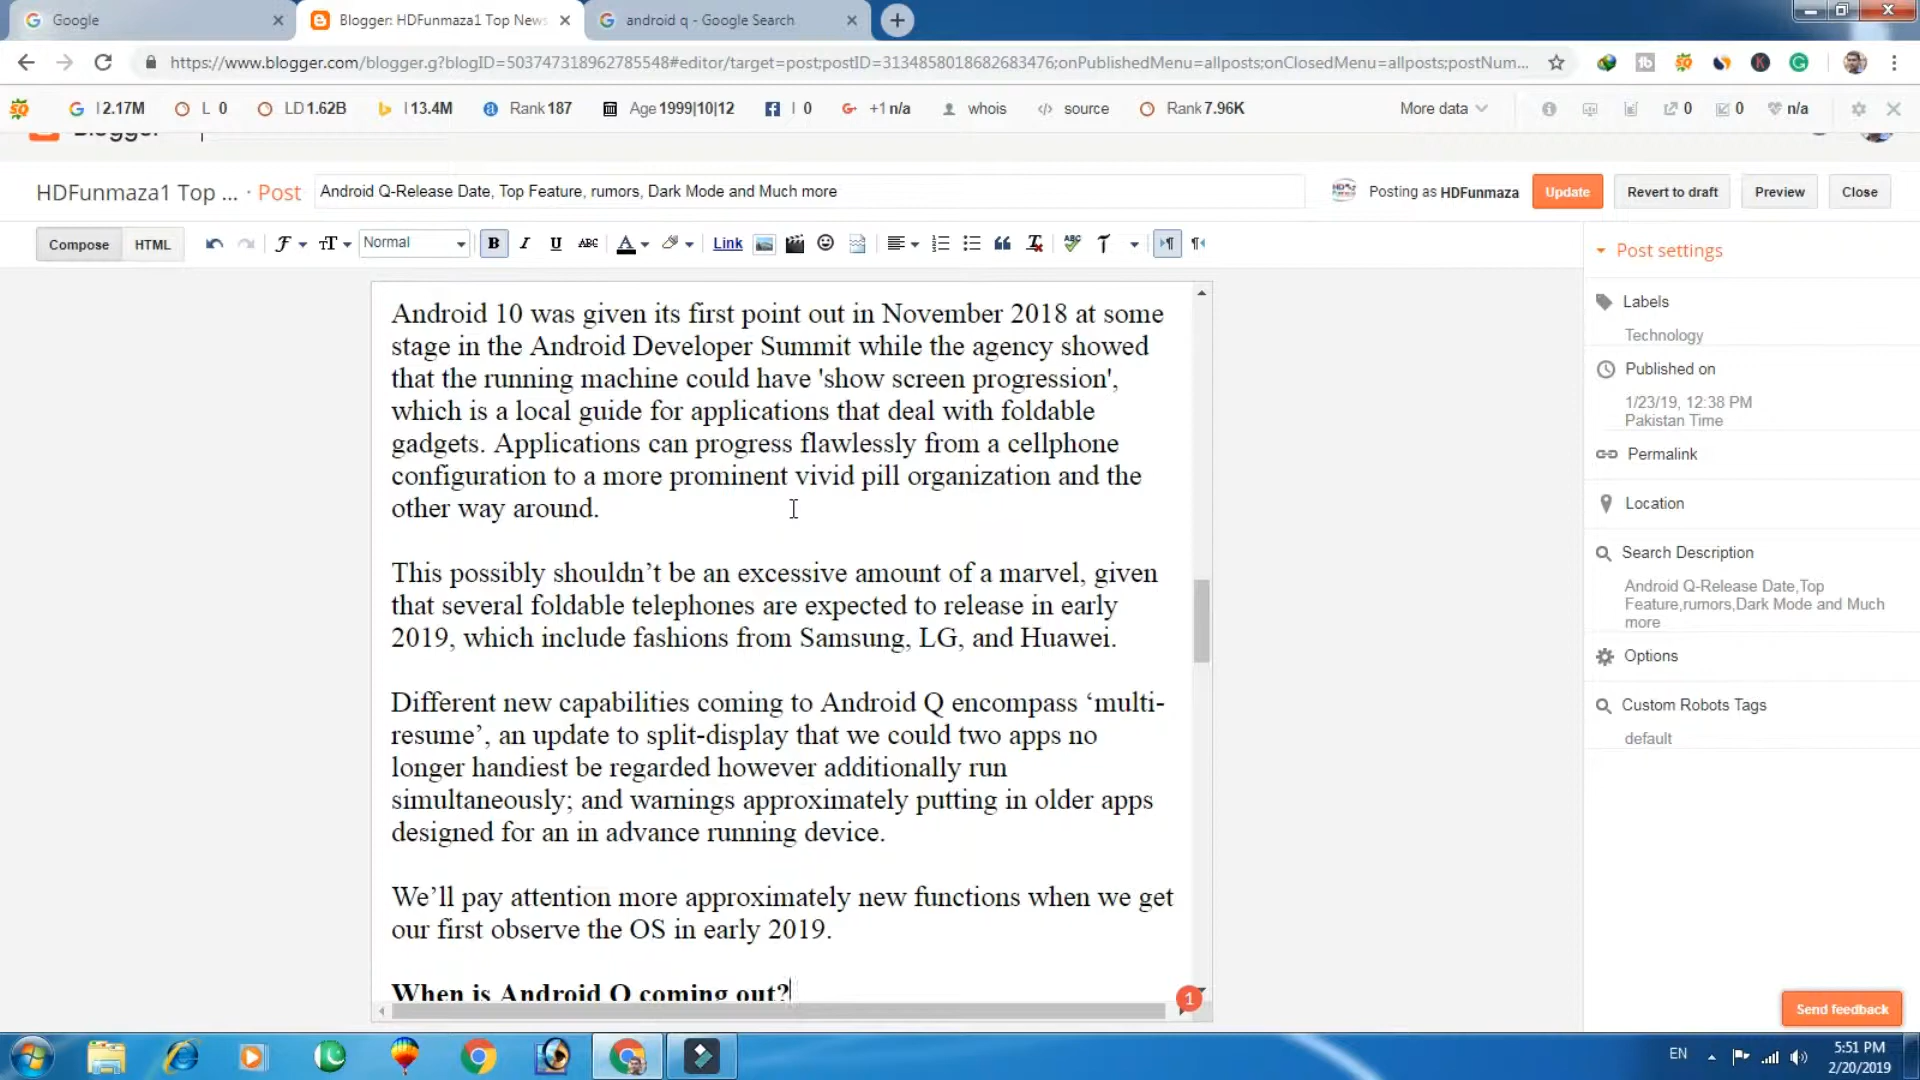 Google
Blogger: HDFunmaza1 Top News
android q - Google Search
https://www.blogger.com/blogger.g?blogID=503747318962785548#editor/target=post;postID=3134858018682683476;onPublishedMenu=allposts;onClosedMenu=allposts;postNum...
I 2.17M
L 0
LD 1.62B
I 13.4M
Rank 187
Age 1999|10|12
I 0
+1 n/a
whois
source
Rank 7.96K
More data
0
0
n/a
Blogger
HDFunmaza1 Top ... · Post
Android Q-Release Date, Top Feature, rumors, Dark Mode and Much more
Posting as HDFunmaza
Update
Revert to draft
Preview
Close
Compose
HTML
Normal
B
I
U
ABC
A
Link
Android 10 was given its first point out in November 2018 at some
stage in the Android Developer Summit while the agency showed
that the running machine could have 'show screen progression',
which is a local guide for applications that deal with foldable
gadgets. Applications can progress flawlessly from a cellphone
configuration to a more prominent vivid pill organization and the
other way around.
This possibly shouldn’t be an excessive amount of a marvel, given
that several foldable telephones are expected to release in early
2019, which include fashions from Samsung, LG, and Huawei.
Different new capabilities coming to Android Q encompass ‘multi-
resume’, an update to split-display that we could two apps no
longer handiest be regarded however additionally run
simultaneously; and warnings approximately putting in older apps
designed for an in advance running device.
We’ll pay attention more approximately new functions when we get
our first observe the OS in early 2019.
When is Android Q coming out?
1
Post settings
Labels
Technology
Published on
1/23/19, 12:38 PM
Pakistan Time
Permalink
Location
Search Description
Android Q-Release Date,Top
Feature,rumors,Dark Mode and Much
more
Options
Custom Robots Tags
default
Send feedback
EN
5:51 PM
2/20/2019